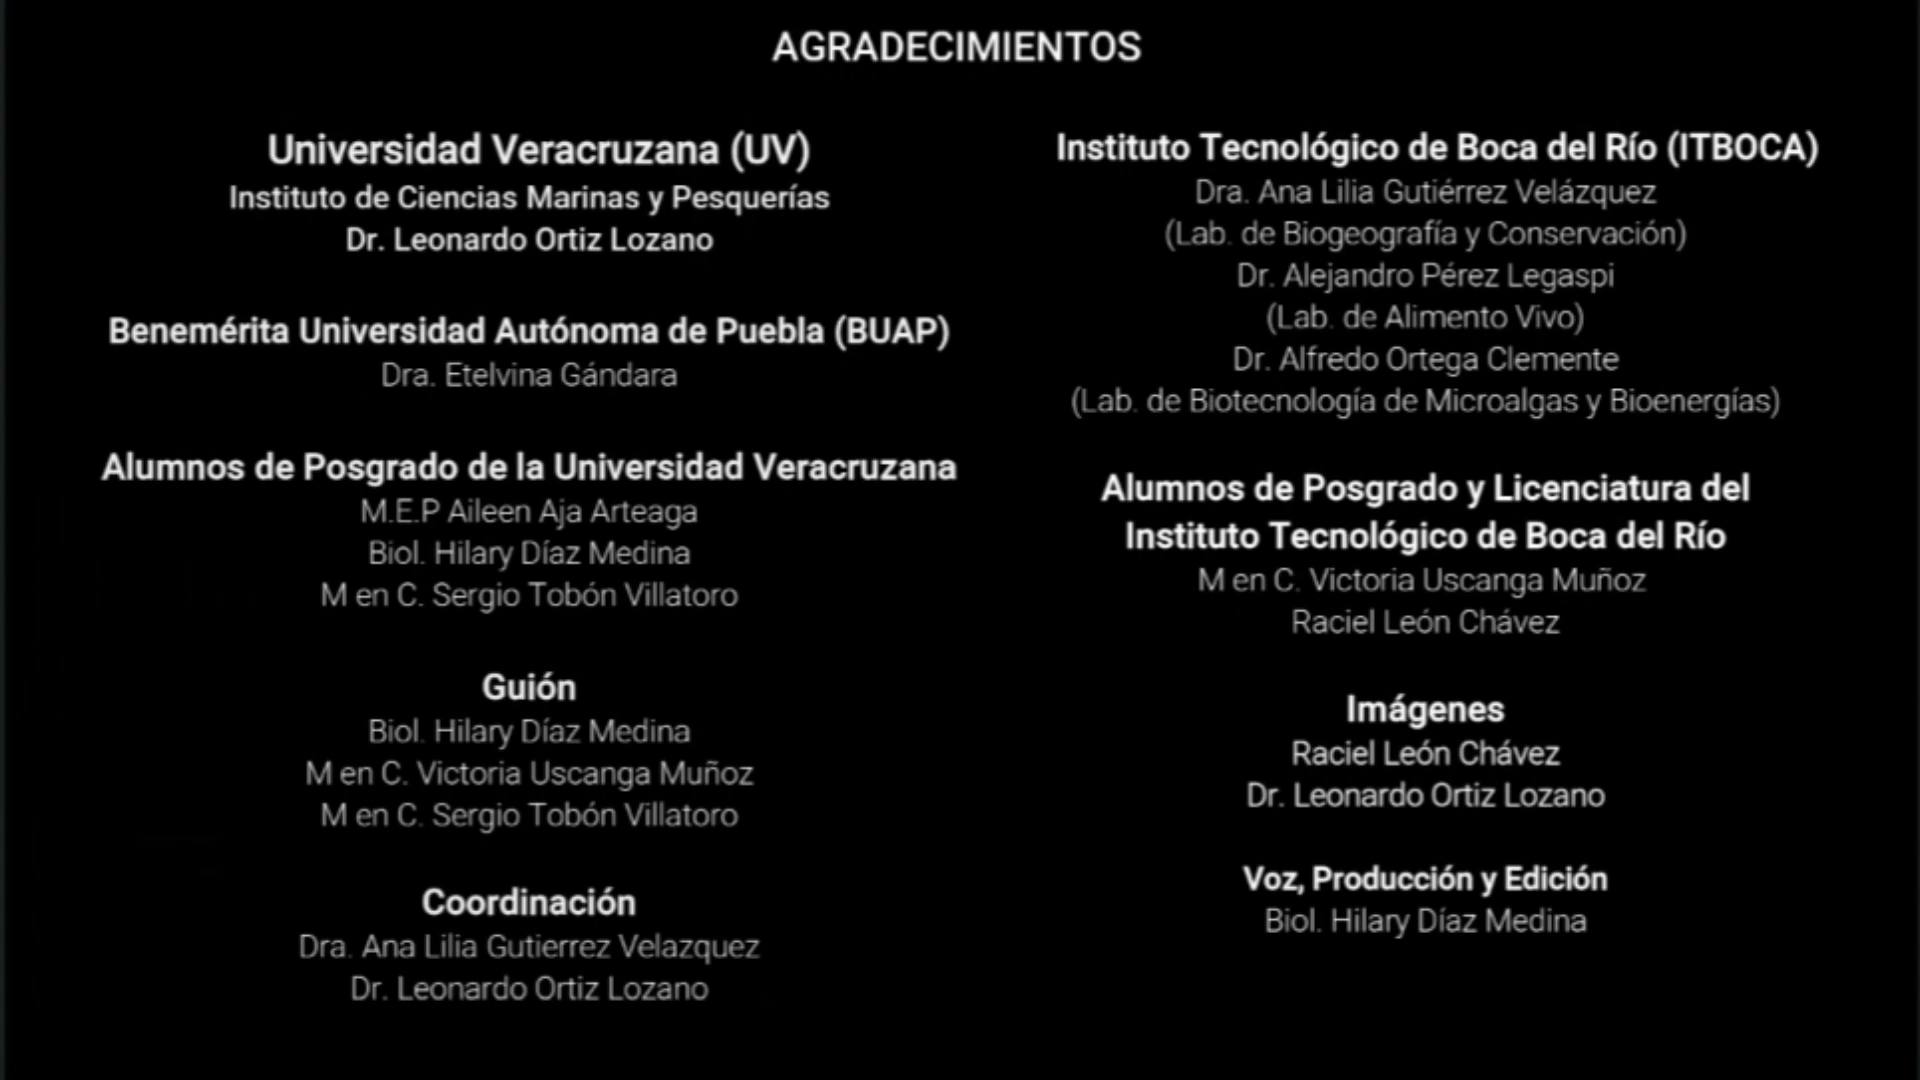 AGRADECIMIENTOS
Universidad Veracruzana (UV)
Instituto de Ciencias Marinas y Pesquerías
Dr. Leonardo Ortiz Lozano
Benemérita Universidad Autónoma de Puebla (BUAP)
Dra. Etelvina Gándara
Alumnos de Posgrado de la Universidad Veracruzana
M.E.P Aileen Aja Arteaga
Biol. Hilary Díaz Medina
M en C. Sergio Tobón Villatoro
Guión
Biol. Hilary Díaz Medina
M en C. Victoria Uscanga Muñoz
M en C. Sergio Tobón Villatoro
Coordinación
Dra. Ana Lilia Gutierrez Velazquez
Dr. Leonardo Ortiz Lozano
Instituto Tecnológico de Boca del Río (ITBOCA)
Dra. Ana Lilia Gutiérrez Velázquez
(Lab. de Biogeografía y Conservación)
Dr. Alejandro Pérez Legaspi
(Lab. de Alimento Vivo)
Dr. Alfredo Ortega Clemente
(Lab. de Biotecnología de Microalgas y Bioenergías)
Alumnos de Posgrado y Licenciatura del
Instituto Tecnológico de Boca del Río
M en C. Victoria Uscanga Muñoz
Raciel León Chávez
Imágenes
Raciel León Chávez
Dr. Leonardo Ortiz Lozano
Voz, Producción y Edición
Biol. Hilary Díaz Medina